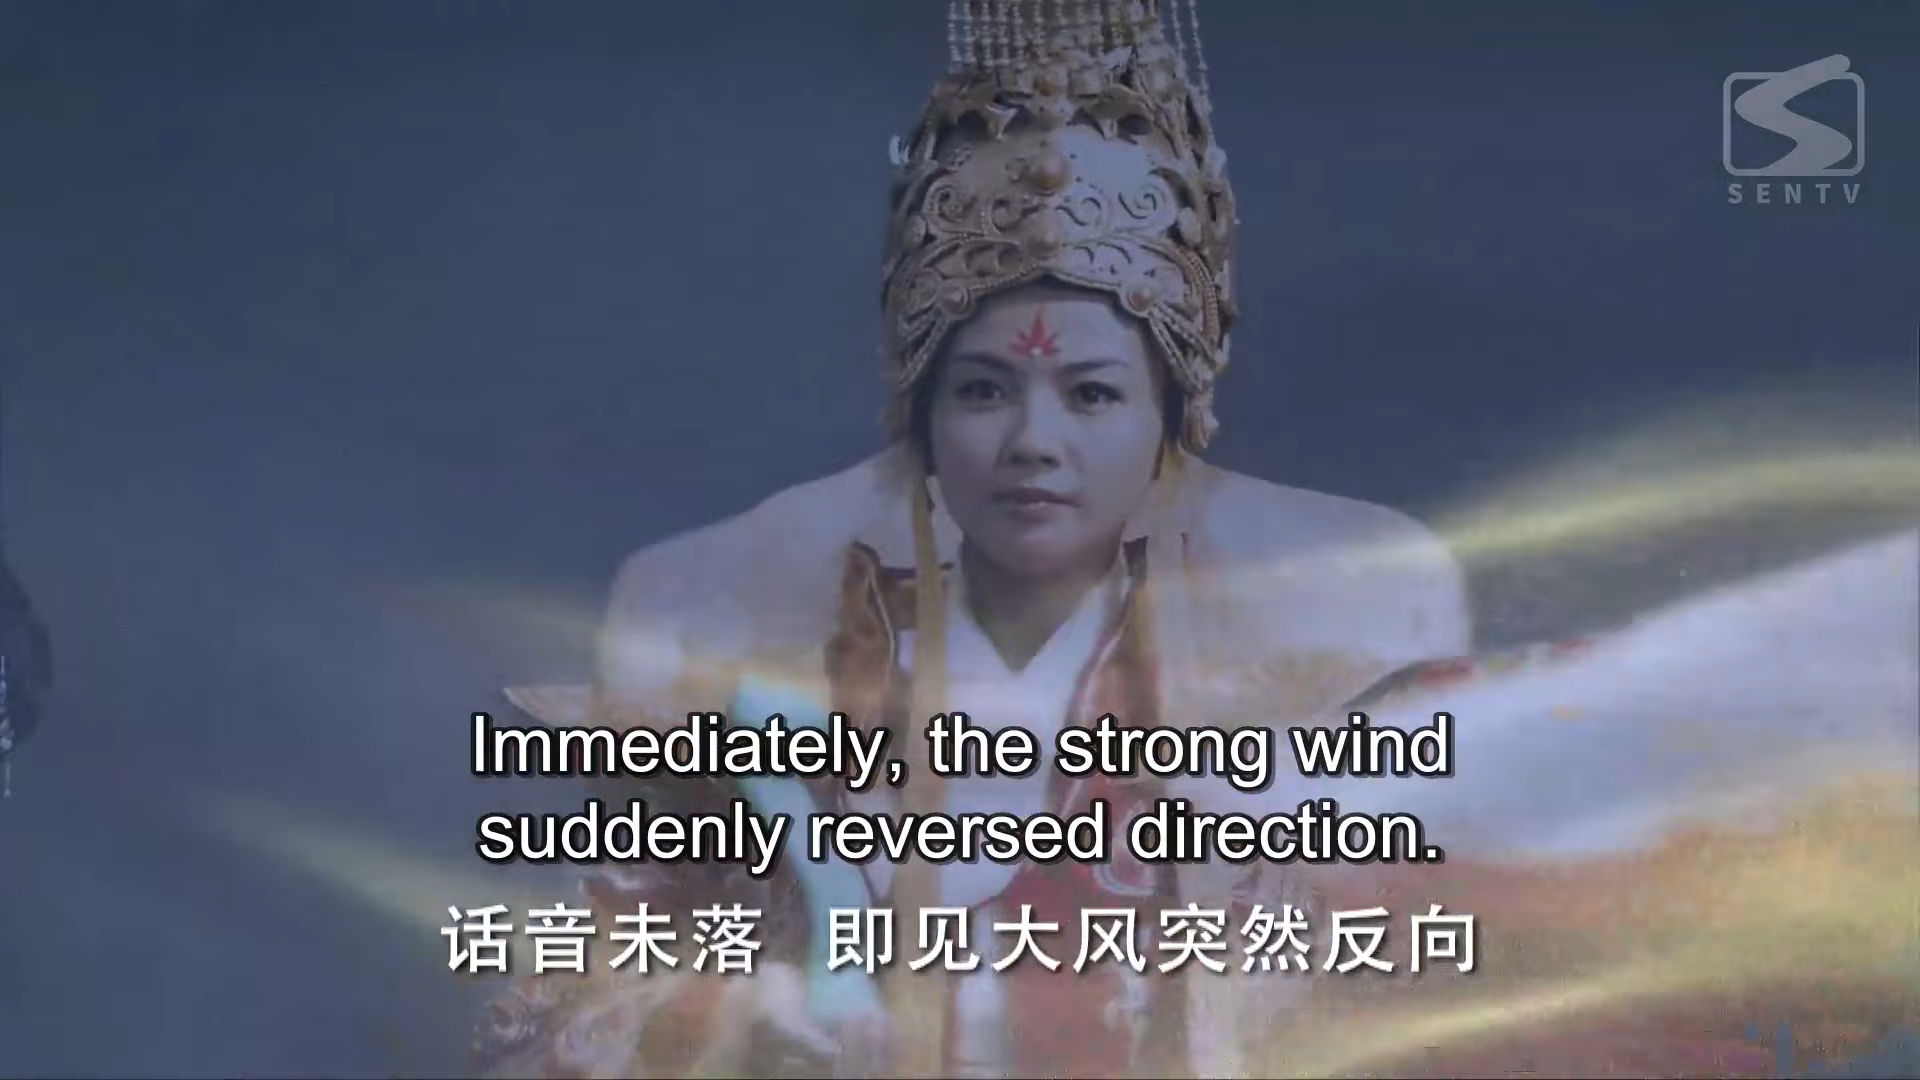 SENTV
Immediately, the strong wind
suddenly reversed direction.
话音未落 即见大风突然反向